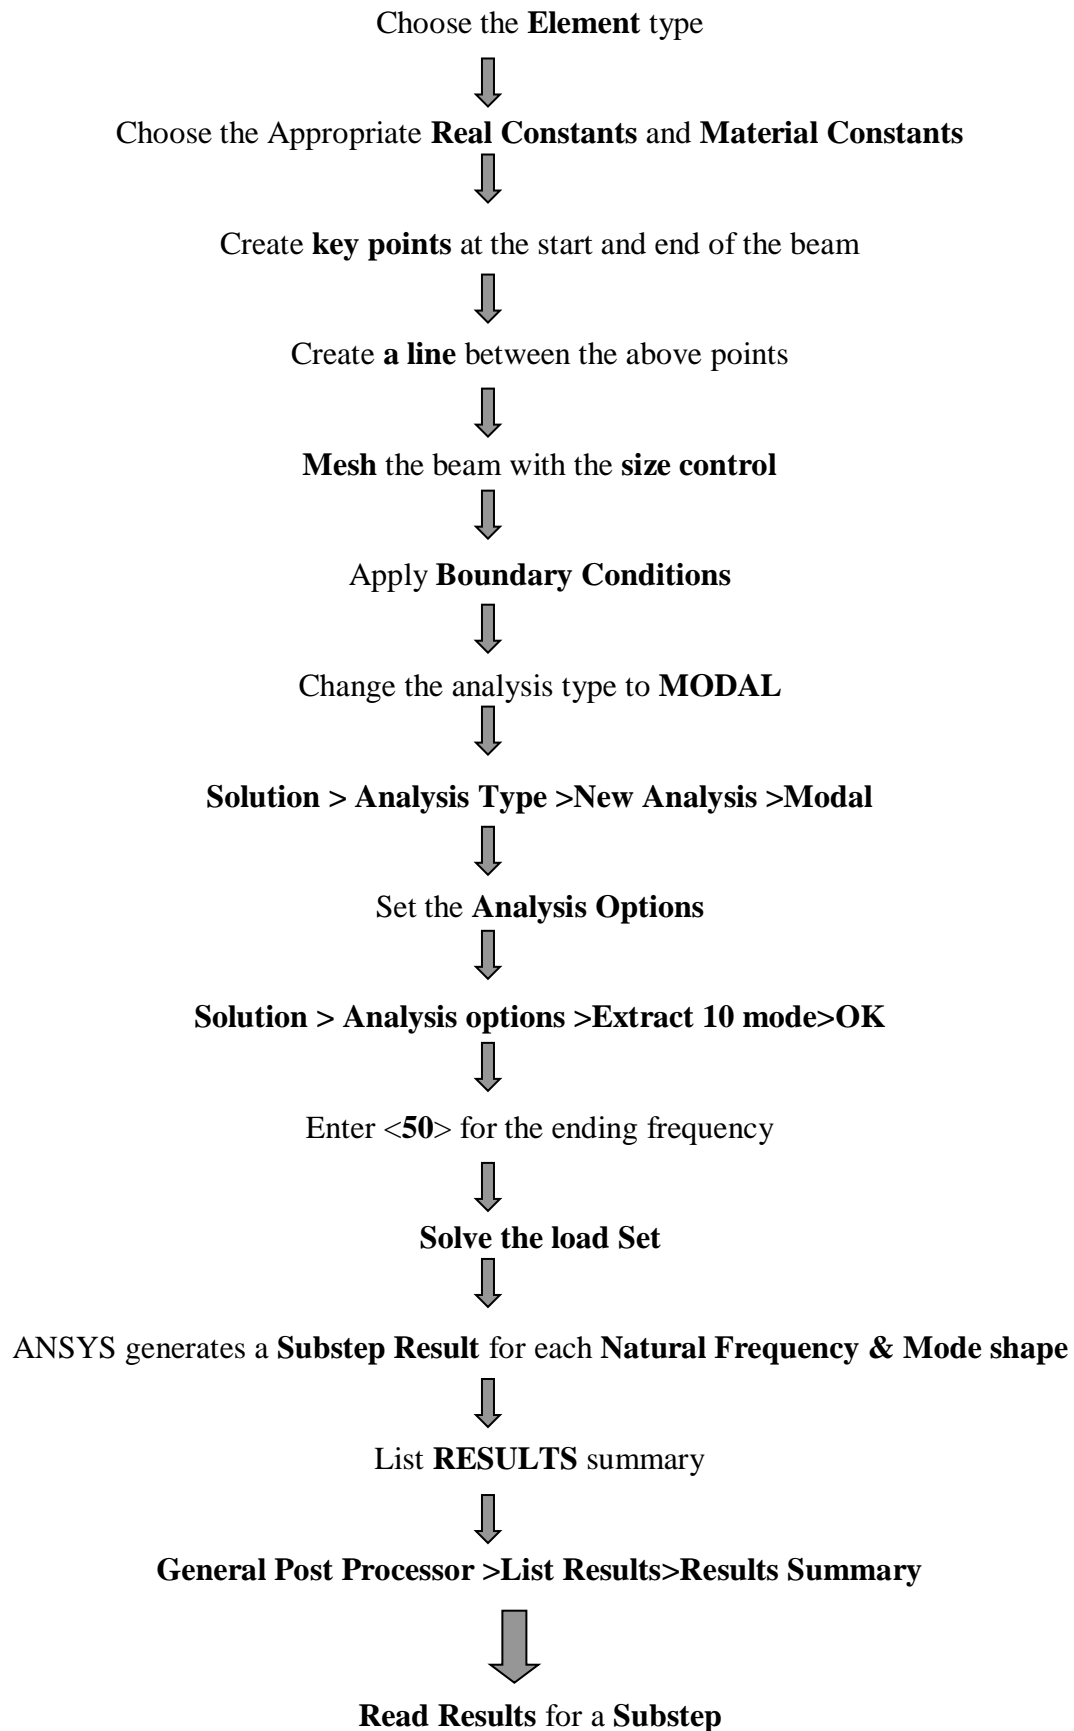 Choose the Element type
Choose the Appropriate Real Constants and Material Constants
Create key points at the start and end of the beam
Create a line between the above points
Mesh the beam with the size control
Apply Boundary Conditions
Change the analysis type to MODAL
Solution > Analysis Type >New Analysis >Modal
Set the Analysis Options
Solution > Analysis options >Extract 10 mode>OK
Enter <50> for the ending frequency
Solve the load Set
ANSYS generates a Substep Result for each Natural Frequency & Mode shape
List RESULTS summary
General Post Processor >List Results>Results Summary
Read Results for a Substep